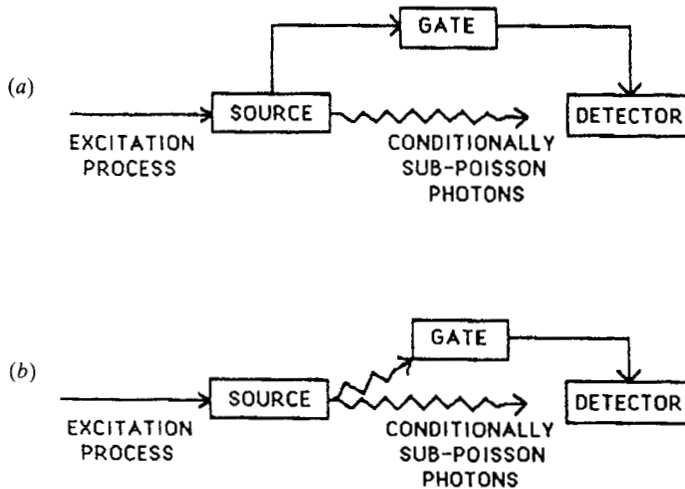 GATE
(a)
SOURCE
DETECTOR
EXCITATION
PROCESS
CONDITIONALLY
SUB-POISSON
PHOTONS
GATE
(b)
SOURCE
DETECTOR
EXCITATION
PROCESS
CONDITIONALLY
SUB-POISSON
PHOTONS